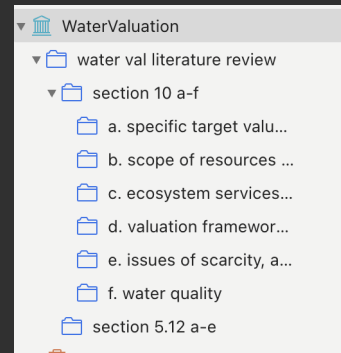 WaterValuation
water val literature review
section 10 a-f
a. specific target valu...
b. scope of resources ...
c. ecosystem services...
d. valuation framewor...
e. issues of scarcity, a...
f. water quality
section 5.12 a-e